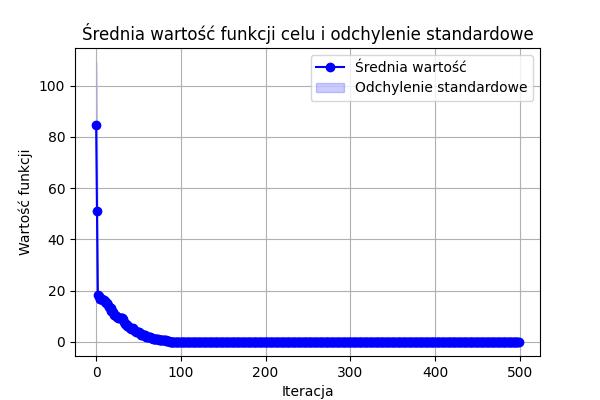 Średnia wartość funkcji celu i odchylenie standardowe
Średnia wartość
Odchylenie standardowe
Wartość funkcji
100
80
60
40
20
0
0 100 200 300 400 500
Iteracja